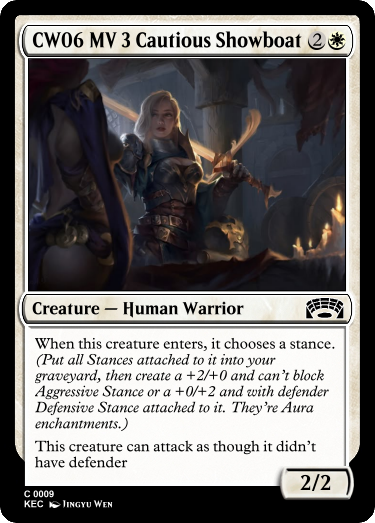 CW06 MV 3 Cautious Showboat 2
Creature — Human Warrior
When this creature enters, it chooses a stance.
(Put all Stances attached to it into your
graveyard, then create a +2/+0 and can't block
Aggressive Stance or a +0/+2 and with defender
Defensive Stance attached to it. They're Aura
enchantments.)
This creature can attack as though it didn't
have defender
2/2
C 0009
KEC Jingyu Wen